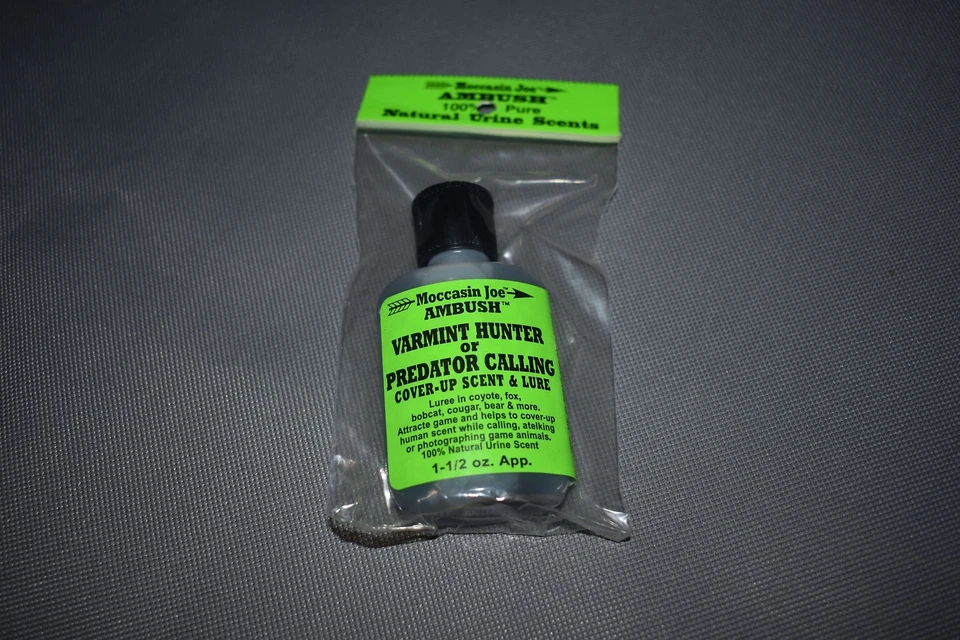 Moccasin Joe™
AMBUSH™
100% Pure
Natural Urine Scents
Moccasin Joe™
AMBUSH™
VARMINT HUNTER
or
PREDATOR CALLING
COVER-UP SCENT & LURE
Luree in coyote, fox,
bobcat, cougar, bear & more.
Attracte game and helps to cover-up
human scent while calling, atelking
or photographing game animals.
100% Natural Urine Scent
1-1/2 oz. App.